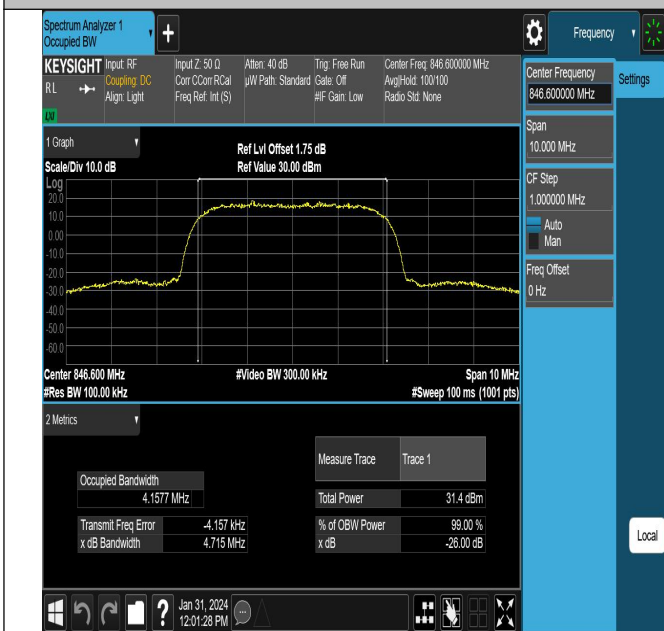 Spectrum Analyzer 1
Occupied BW
Frequency
KEYSIGHT
R L
LXI
Input: RF
Coupling: DC
Align: Light
Input Z: 50 Ω
Corr CCorr RCal
Freq Ref: Int (S)
Atten: 40 dB
µW Path: Standard
Trig: Free Run
Gate: Off
#IF Gain: Low
Center Freq: 846.600000 MHz
Avg|Hold: 100/100
Radio Std: None
Center Frequency
846.600000 MHz
Settings
Span
10.000 MHz
CF Step
1.000000 MHz
Auto
Man
Freq Offset
0 Hz
Local
1 Graph
Scale/Div 10.0 dB
Ref Lvl Offset 1.75 dB
Ref Value 30.00 dBm
Log
20.0
10.0
0.00
-10.0
-20.0
-30.0
-40.0
-50.0
-60.0
Center 846.600 MHz
#Video BW 300.00 kHz
Span 10 MHz
#Res BW 100.00 kHz
#Sweep 100 ms (1001 pts)
2 Metrics
Measure Trace
Trace 1
Occupied Bandwidth
4.1577 MHz
Total Power
31.4 dBm
Transmit Freq Error
-4.157 kHz
% of OBW Power
99.00 %
x dB Bandwidth
4.715 MHz
x dB
-26.00 dB
?
Jan 31, 2024
12:01:28 PM